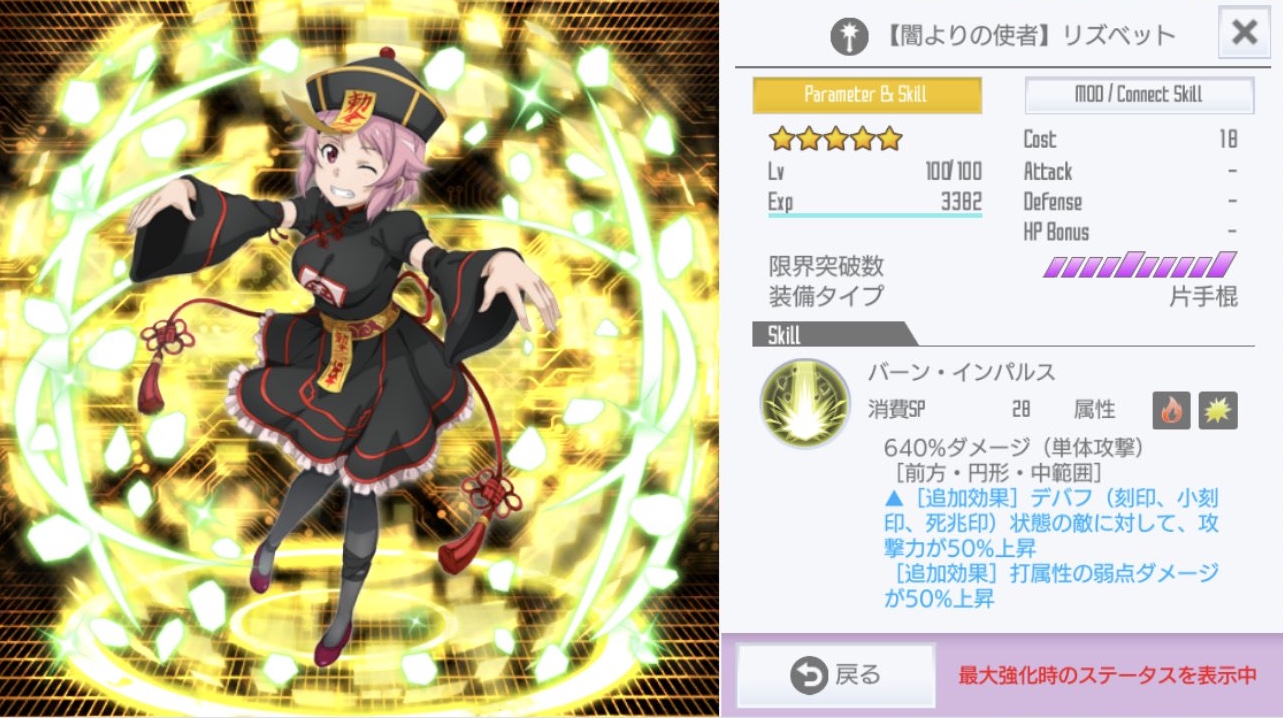 【闇よりの使者】リズベット
Parameter & Skill
MOD / Connect Skill
Lv 100/100
Exp 3382
Cost 18
Attack -
Defense -
HP Bonus -
限界突破数
装備タイプ 片手棍
Skill
バーン・インパルス
消費SP 28 属性
640%ダメージ（単体攻撃）
［前方・円形・中範囲］
▲［追加効果］デバフ（刻印、小刻
印、死兆印）状態の敵に対して、攻
撃力が50%上昇
［追加効果］打属性の弱点ダメージ
が50%上昇
戻る
最大強化時のステータスを表示中